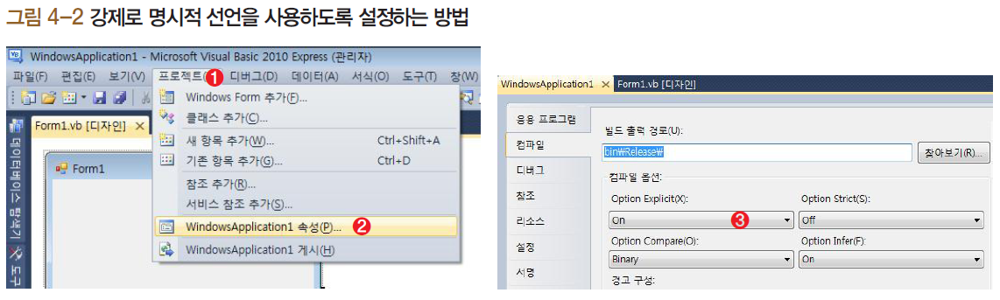 그림 4-2 강제로 명시적 선언을 사용하도록 설정하는 방법
WindowsApplication1 - Microsoft Visual Basic 2010 Express (관리자)
파일(F) 편집(E) 보기(V) 프로젝트( 1 디버그(D) 데이터(A) 서식(O) 도구(T) 창(W)
Form1.vb [디자인]
데이터베이스 탐색기
도구
Form1
Windows Form 추가(F)...
클래스 추가(C)...
새 항목 추가(W)... Ctrl+Shift+A
기존 항목 추가(G)... Ctrl+D
참조 추가(R)...
서비스 참조 추가(S)...
WindowsApplication1 속성(P)... 2
WindowsApplication1 게시(H)
WindowsApplication1 Form1.vb [디자인]
응용 프로그램
컴파일
디버그
참조
리소스
설정
서명
빌드 출력 경로(U):
bin\Release\ 찾아보기(R)...
컴파일 옵션:
Option Explicit(X): Option Strict(S):
On 3 Off
Option Compare(O): Option Infer(F):
Binary On
경고 구성: